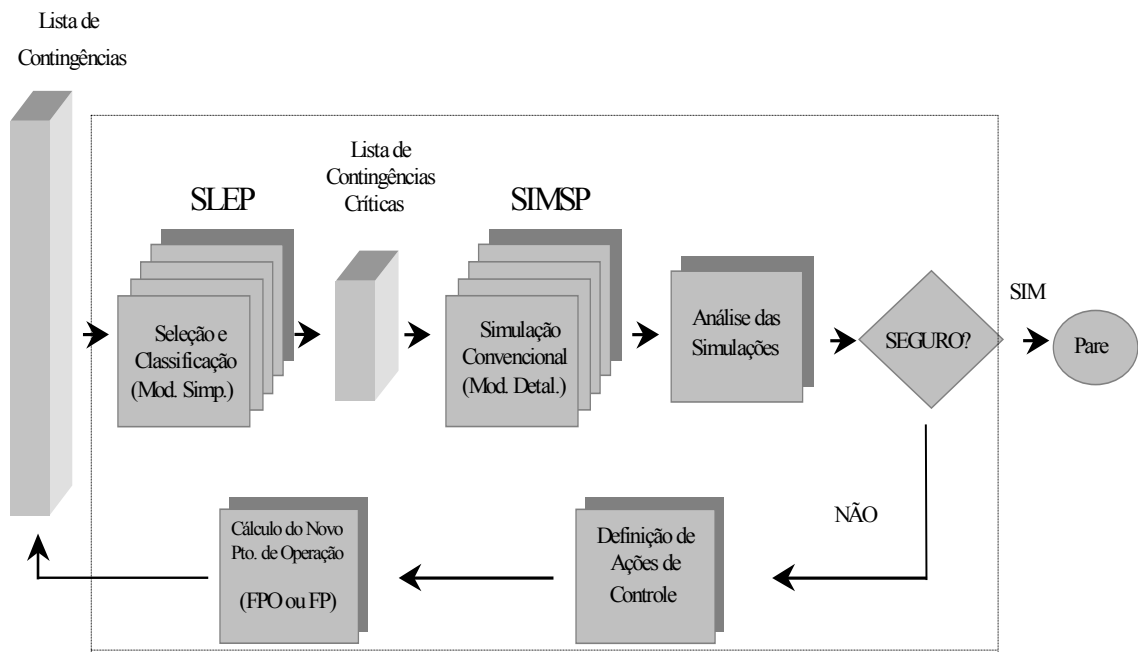 Lista de
Contingências
SLEP
Seleção e
Classificação
(Mod. Simp.)
Lista de
Contingências
Críticas
SIMSP
Simulação
Convencional
(Mod. Detal.)
Análise das
Simulações
SEGURO?
SIM
Pare
NÃO
Definição de
Ações de
Controle
Cálculo do Novo
Pto. de Operação
(FPO ou FP)